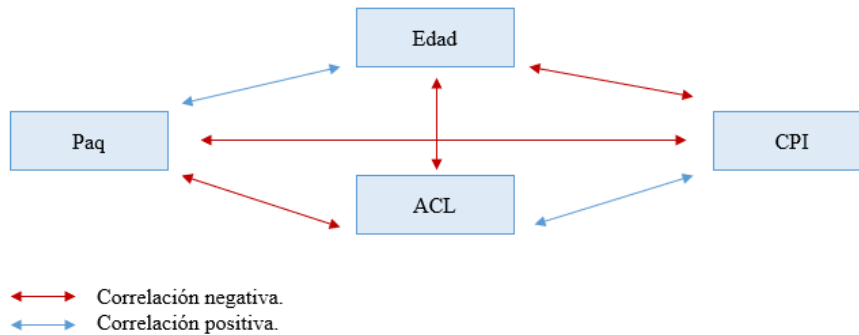 Edad
Paq
CPI
ACL
Correlación negativa.
Correlación positiva.